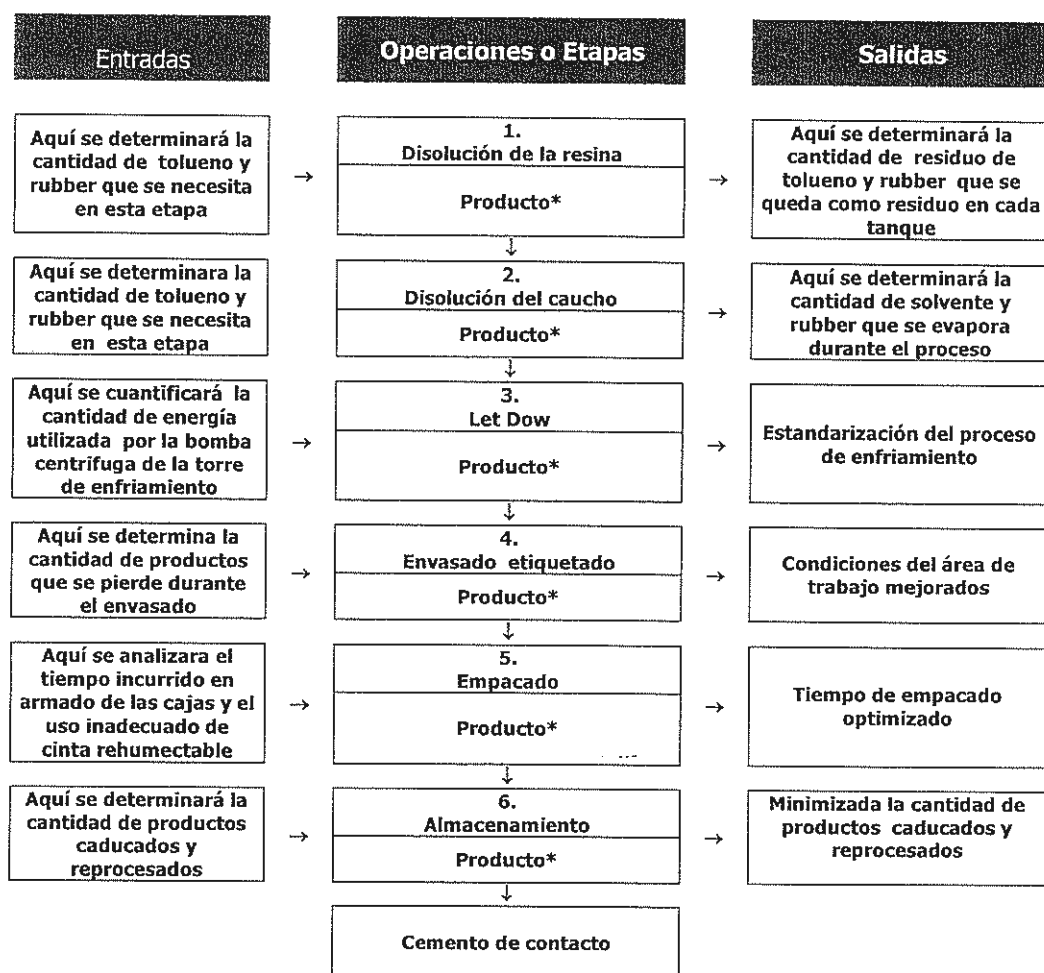 Entradas
Operaciones o Etapas
Salidas
Aquí se determinará la
cantidad de tolueno y
rubber que se necesita
en esta etapa
→
1.
Disolución de la resina
Producto*
→
Aquí se determinará la
cantidad de residuo de
tolueno y rubber que se
queda como residuo en cada
tanque
↓
Aquí se determinara la
cantidad de tolueno y
rubber que se necesita
en esta etapa
2.
Disolución del caucho
Producto*
→
Aquí se determinará la
cantidad de solvente y
rubber que se evapora
durante el proceso
↓
Aquí se cuantificará la
cantidad de energía
utilizada por la bomba
centrífuga de la torre
de enfriamiento
→
3.
Let Dow
Producto*
→
Estandarización del proceso
de enfriamiento
↓
Aquí se determina la
cantidad de productos
que se pierde durante
el envasado
→
4.
Envasado etiquetado
Producto*
→
Condiciones del área de
trabajo mejorados
↓
Aquí se analizara el
tiempo incurrido en
armado de las cajas y el
uso inadecuado de
cinta rehumectable
→
5.
Empacado
Producto*
→
Tiempo de empacado
optimizado
↓
Aquí se determinará la
cantidad de productos
caducados y
reprocesados
→
6.
Almacenamiento
Producto*
→
Minimizada la cantidad de
productos caducados y
reprocesados
↓
Cemento de contacto